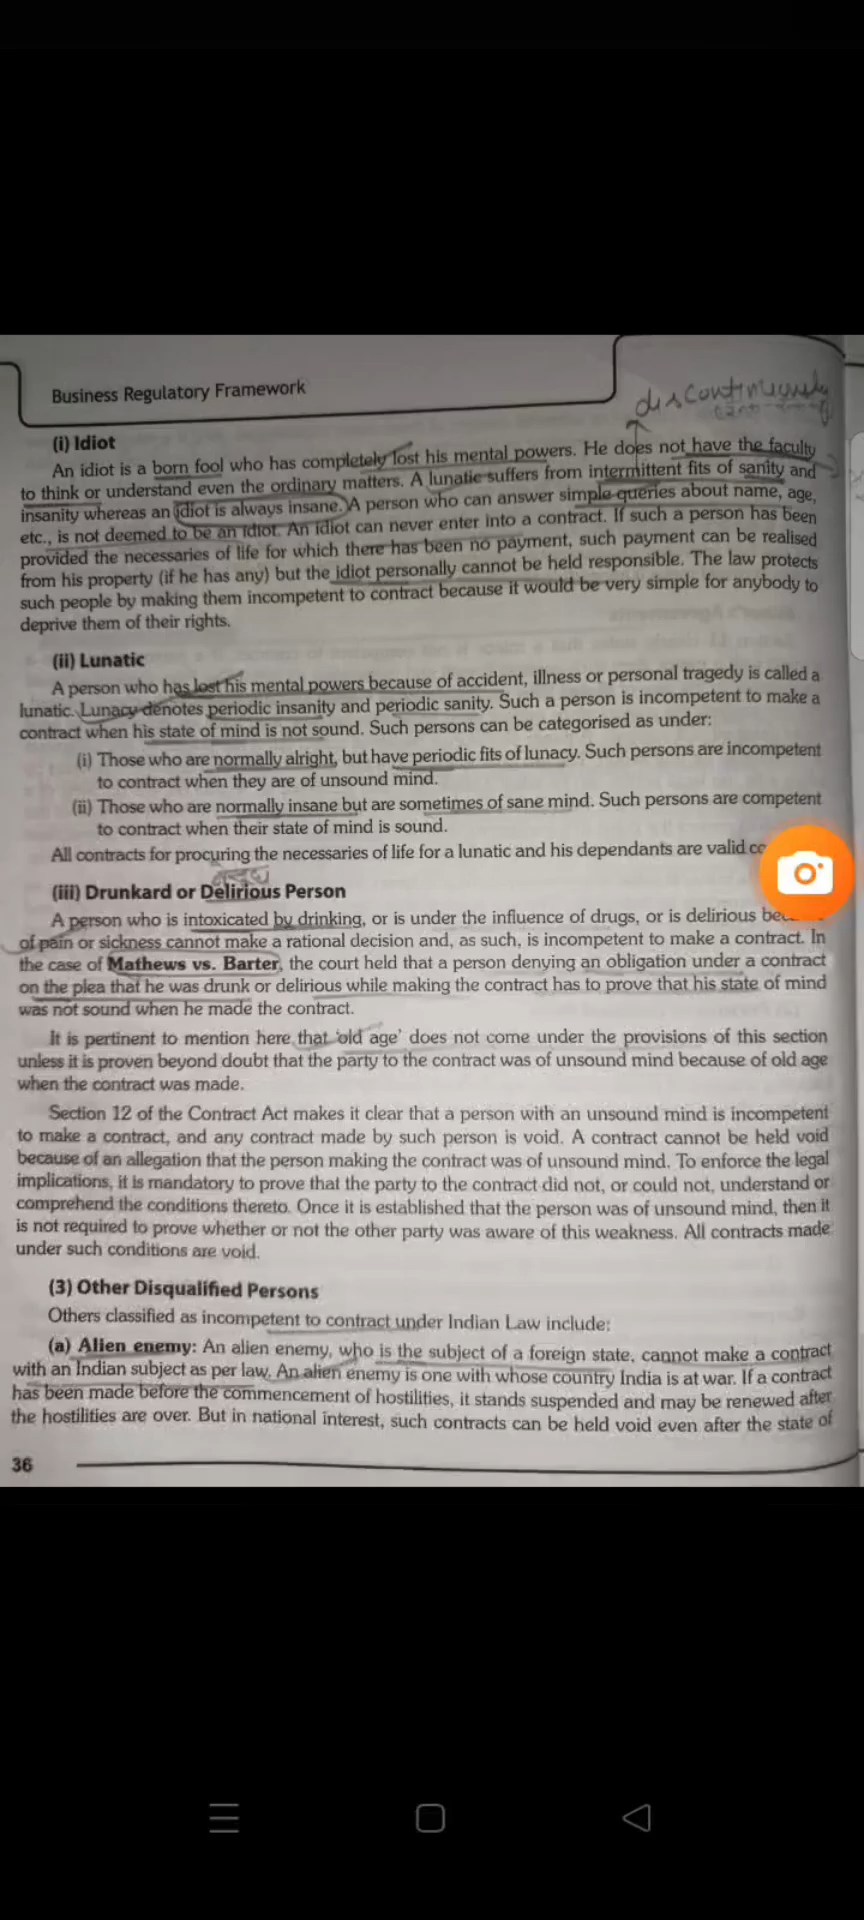 Business Regulatory Framework
discontinuously
(i) Idiot
An idiot is a born fool who has completely lost his mental powers. He does not have the faculty
to think or understand even the ordinary matters. A lunatic suffers from intermittent fits of sanity and
insanity whereas an idiot is always insane. A person who can answer simple queries about name, age,
etc., is not deemed to be an idiot. An idiot can never enter into a contract. If such a person has been
provided the necessaries of life for which there has been no payment, such payment can be realised
from his property (if he has any) but the idiot personally cannot be held responsible. The law protects
such people by making them incompetent to contract because it would be very simple for anybody to
deprive them of their rights.
(ii) Lunatic
A person who has lost his mental powers because of accident, illness or personal tragedy is called a
lunatic. Lunacy denotes periodic insanity and periodic sanity. Such a person is incompetent to make a
contract when his state of mind is not sound. Such persons can be categorised as under:
(i) Those who are normally alright, but have periodic fits of lunacy. Such persons are incompetent
to contract when they are of unsound mind.
(ii) Those who are normally insane but are sometimes of sane mind. Such persons are competent
to contract when their state of mind is sound.
All contracts for procuring the necessaries of life for a lunatic and his dependants are valid co
(iii) Drunkard or Delirious Person
A person who is intoxicated by drinking, or is under the influence of drugs, or is delirious bec
of pain or sickness cannot make a rational decision and, as such, is incompetent to make a contract. In
the case of Mathews vs. Barter, the court held that a person denying an obligation under a contract
on the plea that he was drunk or delirious while making the contract has to prove that his state of mind
was not sound when he made the contract.
It is pertinent to mention here that 'old age' does not come under the provisions of this section
unless it is proven beyond doubt that the party to the contract was of unsound mind because of old age
when the contract was made.
Section 12 of the Contract Act makes it clear that a person with an unsound mind is incompetent
to make a contract, and any contract made by such person is void. A contract cannot be held void
because of an allegation that the person making the contract was of unsound mind. To enforce the legal
implications, it is mandatory to prove that the party to the contract did not, or could not, understand or
comprehend the conditions thereto. Once it is established that the person was of unsound mind, then it
is not required to prove whether or not the other party was aware of this weakness. All contracts made
under such conditions are void.
(3) Other Disqualified Persons
Others classified as incompetent to contract under Indian Law include:
(a) Alien enemy: An alien enemy, who is the subject of a foreign state, cannot make a contract
with an Indian subject as per law. An alien enemy is one with whose country India is at war. If a contract
has been made before the commencement of hostilities, it stands suspended and may be renewed after
the hostilities are over. But in national interest, such contracts can be held void even after the state of
36